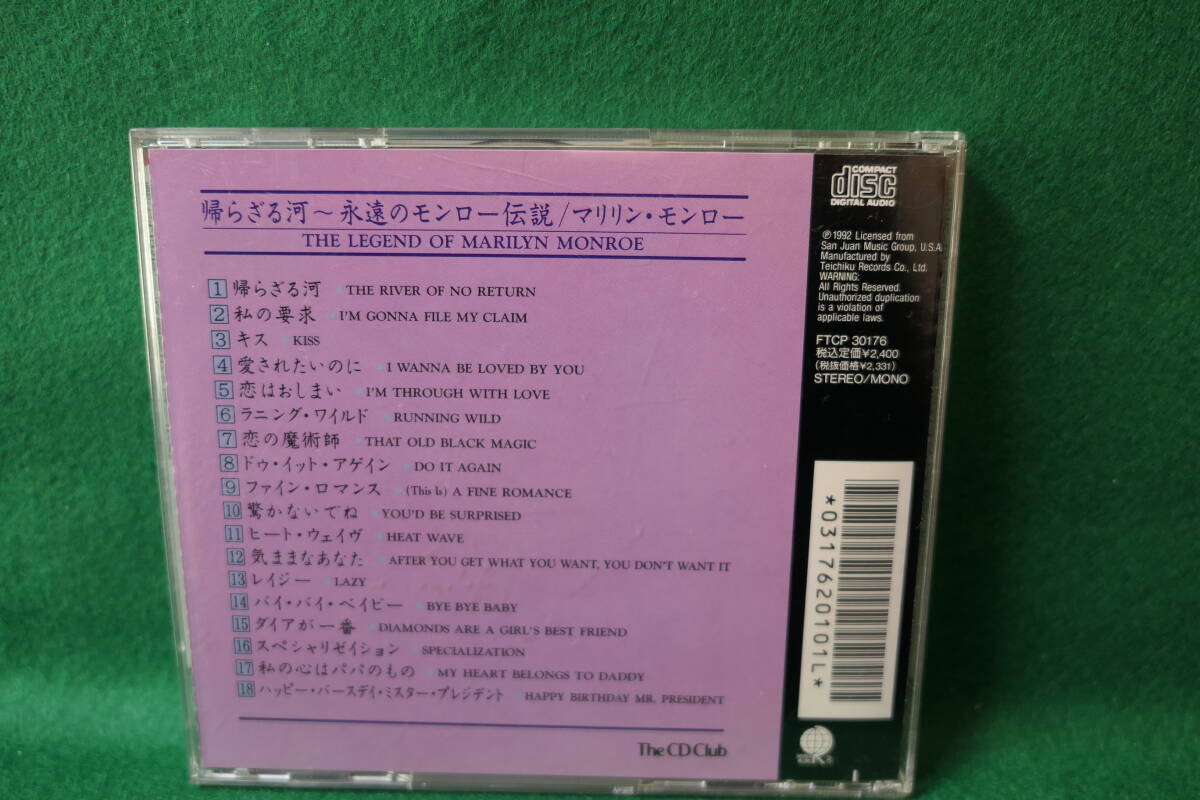 帰らざる河～永遠のモンロー伝説/マリリン・モンロー
THE LEGEND OF MARILYN MONROE
1 帰らざる河 THE RIVER OF NO RETURN
2 私の要求 I'M GONNA FILE MY CLAIM
3 キス KISS
4 愛されたいのに I WANNA BE LOVED BY YOU
5 恋はおしまい I'M THROUGH WITH LOVE
6 ラニング・ワイルド RUNNING WILD
7 恋の魔術師 THAT OLD BLACK MAGIC
8 ドゥ・イット・アゲイン DO IT AGAIN
9 ファイン・ロマンス (This Is) A FINE ROMANCE
10 驚かないでね YOU'D BE SURPRISED
11 ヒート・ウェイヴ HEAT WAVE
12 気ままなあなた AFTER YOU GET WHAT YOU WANT, YOU DON'T WANT IT
13 レイジー LAZY
14 バイ・バイ・ベイビー BYE BYE BABY
15 ダイアが一番 DIAMONDS ARE A GIRL'S BEST FRIEND
16 スペシャリゼイション SPECIALIZATION
17 私の心はパパのもの MY HEART BELONGS TO DADDY
18 ハッピー・バースデイ・ミスター・プレジデント HAPPY BIRTHDAY MR. PRESIDENT
The CD Club
COMPACT
disc
DIGITAL AUDIO
℗1992 Licensed from
San Juan Music Group, U.S.A.
Manufactured by
Teichiku Records Co., Ltd.
WARNING:
All Rights Reserved.
Unauthorized duplication
is a violation of
applicable laws.
FTCP 30176
税込定価¥2,400
(税抜価格¥2,331)
STEREO/MONO
*0317620101L*